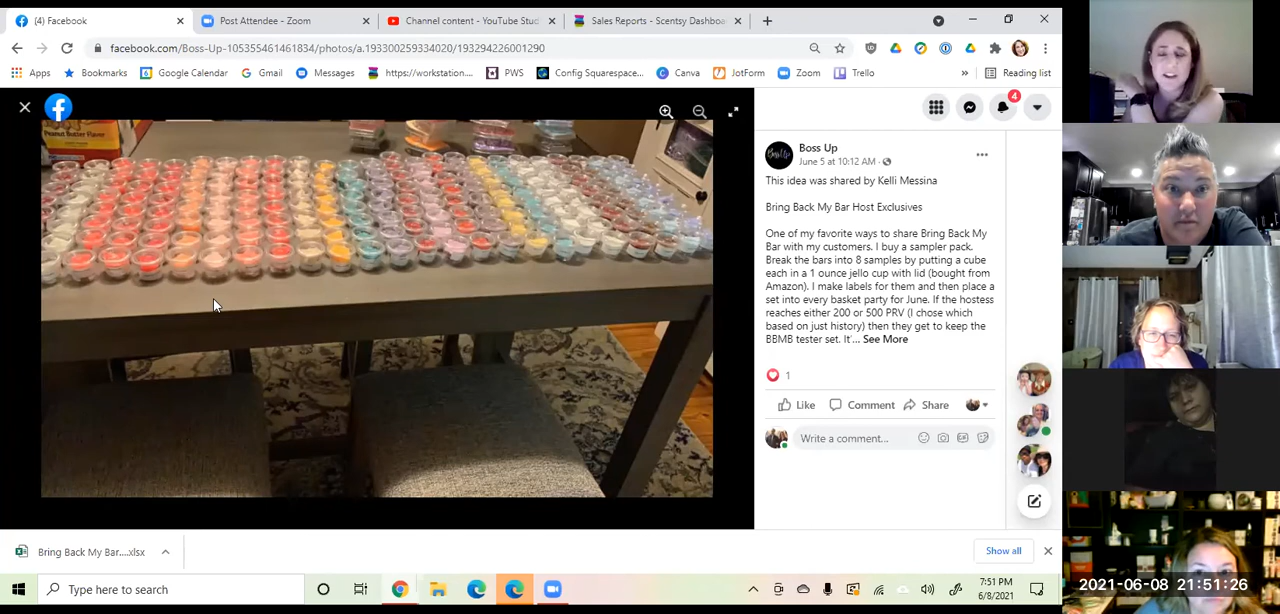 (4) Facebook
Post Attendee - Zoom
Channel content - YouTube Stud
Sales Reports - Scentsy Dashboa
facebook.com/Boss-Up-105355461461834/photos/a.193300259334020/193294226001290
Apps
Bookmarks
Google Calendar
Gmail
Messages
https://workstation....
PWS
Config Squarespace...
Canva
JotForm
Zoom
Trello
»
Reading list
4
Peanut Butter Flavor
Boss Up
June 5 at 10:12 AM ·
This idea was shared by Kelli Messina
Bring Back My Bar Host Exclusives
One of my favorite ways to share Bring Back My
Bar with my customers. I buy a sampler pack.
Break the bars into 8 samples by putting a cube
each in a 1 ounce jello cup with lid (bought from
Amazon). I make labels for them and then place a
set into every basket party for June. If the hostess
reaches either 200 or 500 PRV (I chose which
based on just history) then they get to keep the
BBMB tester set. It'... See More
1
Like
Comment
Share
Write a comment...
Bring Back My Bar....xlsx
Show all
Type here to search
7:51 PM
6/8/2021
2021-06-08 21:51:26